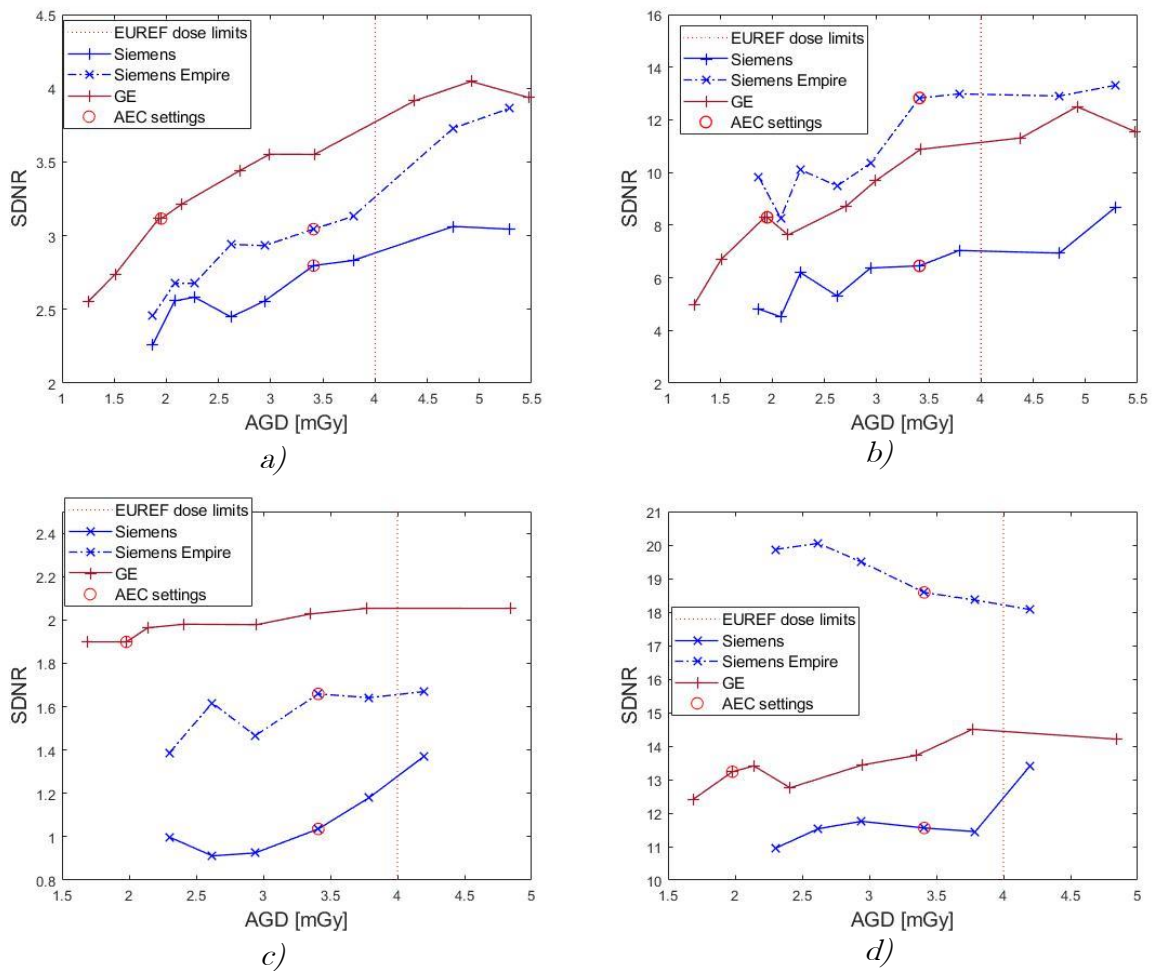 4.5
4
3.5
3
2.5
2
SDNR
EUREF dose limits
Siemens
Siemens Empire
GE
AEC settings
1 1.5 2 2.5 3 3.5 4 4.5 5 5.5
AGD [mGy]
a)
16
14
12
10
8
6
4
2
SDNR
EUREF dose limits
Siemens
Siemens Empire
GE
AEC settings
1 1.5 2 2.5 3 3.5 4 4.5 5 5.5
AGD [mGy]
b)
2.4
2.2
2
1.8
1.6
1.4
1.2
1
0.8
SDNR
EUREF dose limits
Siemens
Siemens Empire
GE
AEC settings
1.5 2 2.5 3 3.5 4 4.5 5
AGD [mGy]
c)
21
20
19
18
17
16
15
14
13
12
11
10
SDNR
EUREF dose limits
Siemens
Siemens Empire
GE
AEC settings
1.5 2 2.5 3 3.5 4 4.5 5
AGD [mGy]
d)